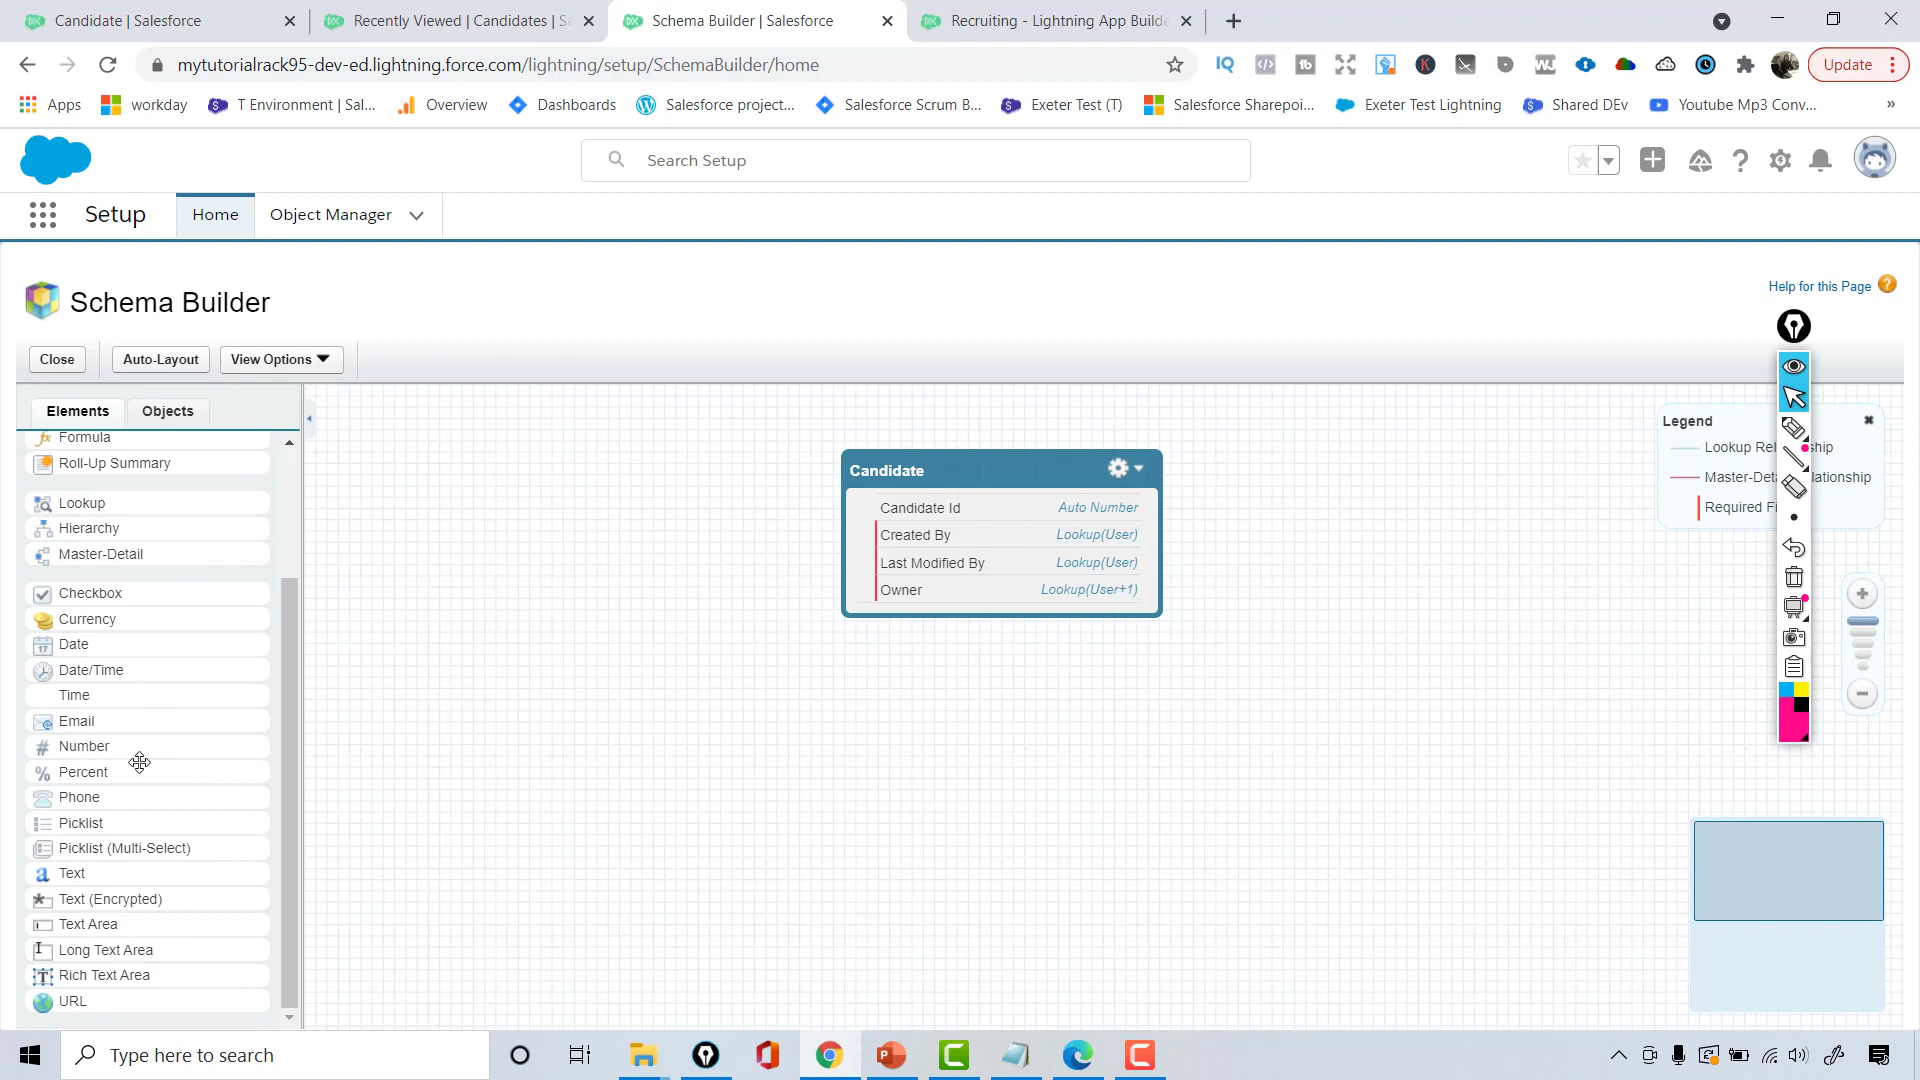 Candidate | Salesforce
Recently Viewed | Candidates | S
Schema Builder | Salesforce
Recruiting - Lightning App Builde
mytutorialrack95-dev-ed.lightning.force.com/lightning/setup/SchemaBuilder/home
Update
Apps
workday
T Environment | Sal...
Overview
Dashboards
Salesforce project...
Salesforce Scrum B...
Exeter Test (T)
Salesforce Sharepoi...
Exeter Test Lightning
Shared DEv
Youtube Mp3 Conv...
»
Search Setup
Setup
Home
Object Manager
Schema Builder
Help for this Page
Close
Auto-Layout
View Options
Elements
Objects
Formula
Roll-Up Summary
Lookup
Hierarchy
Master-Detail
Checkbox
Currency
Date
Date/Time
Time
Email
Number
Percent
Phone
Picklist
Picklist (Multi-Select)
Text
Text (Encrypted)
Text Area
Long Text Area
Rich Text Area
URL
Candidate
Candidate Id Auto Number
Created By Lookup(User)
Last Modified By Lookup(User)
Owner Lookup(User+1)
Legend
Lookup Rel ship
Master-Deta lationship
Required Fi
Type here to search